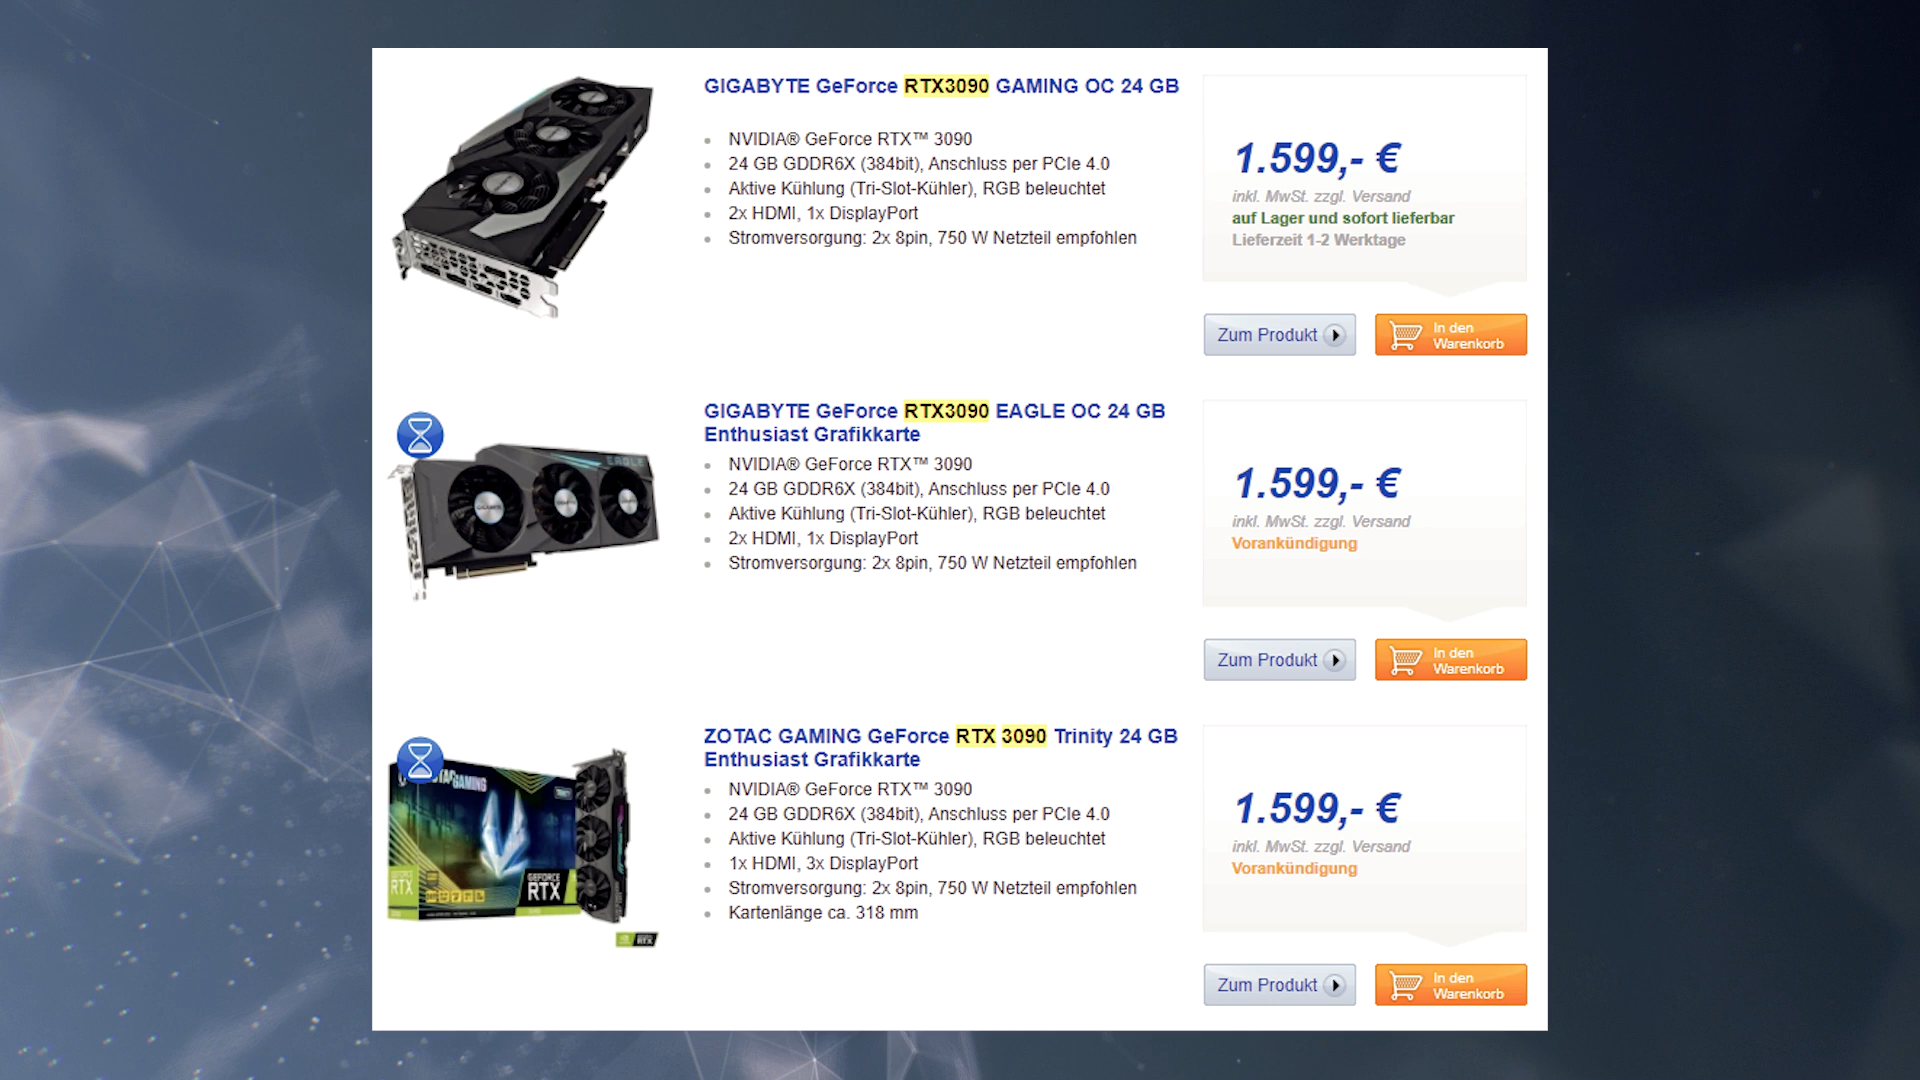 GIGABYTE GeForce RTX3090 GAMING OC 24 GB
NVIDIA® GeForce RTX™ 3090
24 GB GDDR6X (384bit), Anschluss per PCIe 4.0
Aktive Kühlung (Tri-Slot-Kühler), RGB beleuchtet
2x HDMI, 1x DisplayPort
Stromversorgung: 2x 8pin, 750 W Netzteil empfohlen
1.599,- €
inkl. MwSt. zzgl. Versand
auf Lager und sofort lieferbar
Lieferzeit 1-2 Werktage
Zum Produkt
In den
Warenkorb
GIGABYTE GeForce RTX3090 EAGLE OC 24 GB
Enthusiast Grafikkarte
NVIDIA® GeForce RTX™ 3090
24 GB GDDR6X (384bit), Anschluss per PCIe 4.0
Aktive Kühlung (Tri-Slot-Kühler), RGB beleuchtet
2x HDMI, 1x DisplayPort
Stromversorgung: 2x 8pin, 750 W Netzteil empfohlen
EAGLE
1.599,- €
inkl. MwSt. zzgl. Versand
Vorankündigung
Zum Produkt
In den
Warenkorb
ZOTAC GAMING GeForce RTX 3090 Trinity 24 GB
Enthusiast Grafikkarte
NVIDIA® GeForce RTX™ 3090
24 GB GDDR6X (384bit), Anschluss per PCIe 4.0
Aktive Kühlung (Tri-Slot-Kühler), RGB beleuchtet
1x HDMI, 3x DisplayPort
Stromversorgung: 2x 8pin, 750 W Netzteil empfohlen
Kartenlänge ca. 318 mm
GAMING
GEFORCE
RTX
GEFORCE
RTX
RTX
1.599,- €
inkl. MwSt. zzgl. Versand
Vorankündigung
Zum Produkt
In den
Warenkorb